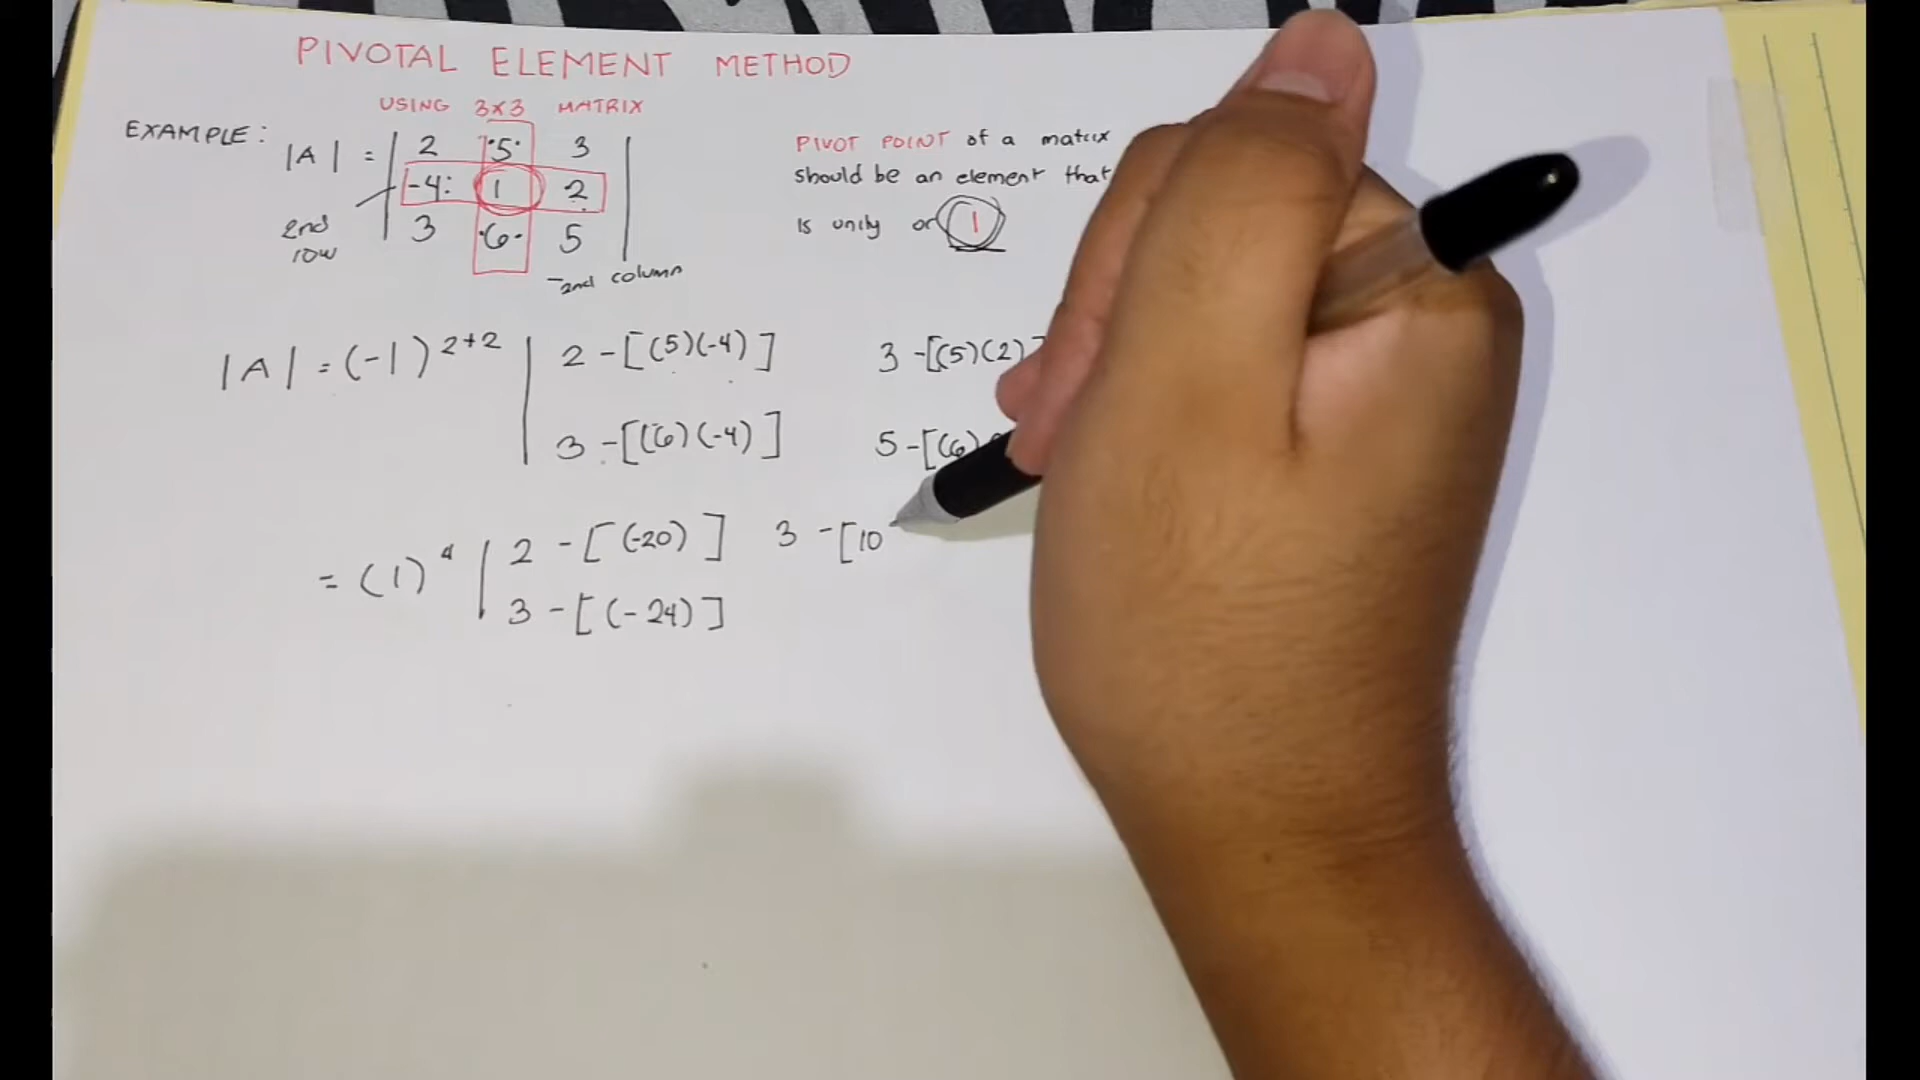 PIVOTAL ELEMENT METHOD
USING 3x3 MATRIX
EXAMPLE:
|A| = | 2 5 3 |
-4 1 2
3 6 5
2nd row
2nd column
PIVOT POINT of a matrix
should be an element that
is unity or 1
|A| = (-1)^2+2 | 2 -[(5)(-4)] 3 -[(5)(2)]
3 -[(6)(-4)] 5 -[(6)
= (1)^4 | 2 - [(-20)] 3 - [10
3 - [(-24)]